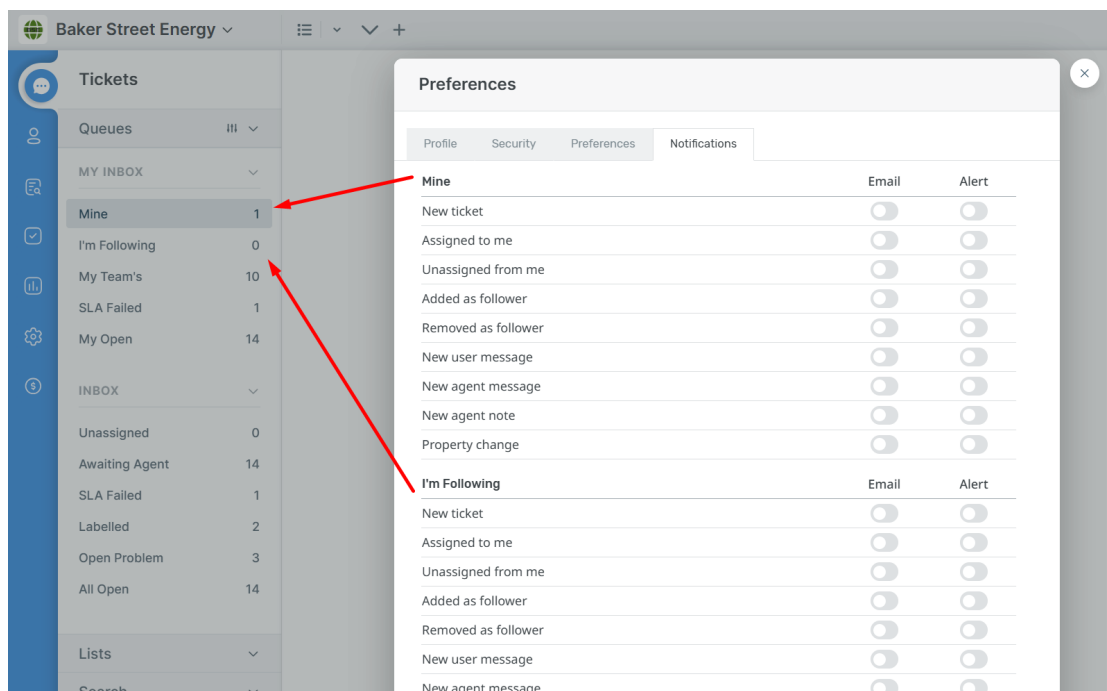 Baker Street Energy
Tickets
Queues
MY INBOX
Mine 1
I'm Following 0
My Team's 10
SLA Failed 1
My Open 14
INBOX
Unassigned 0
Awaiting Agent 14
SLA Failed 1
Labelled 2
Open Problem 3
All Open 14
Lists
Search
Preferences
Profile Security Preferences Notifications
Mine Email Alert
New ticket
Assigned to me
Unassigned from me
Added as follower
Removed as follower
New user message
New agent message
New agent note
Property change
I'm Following Email Alert
New ticket
Assigned to me
Unassigned from me
Added as follower
Removed as follower
New user message
New agent message